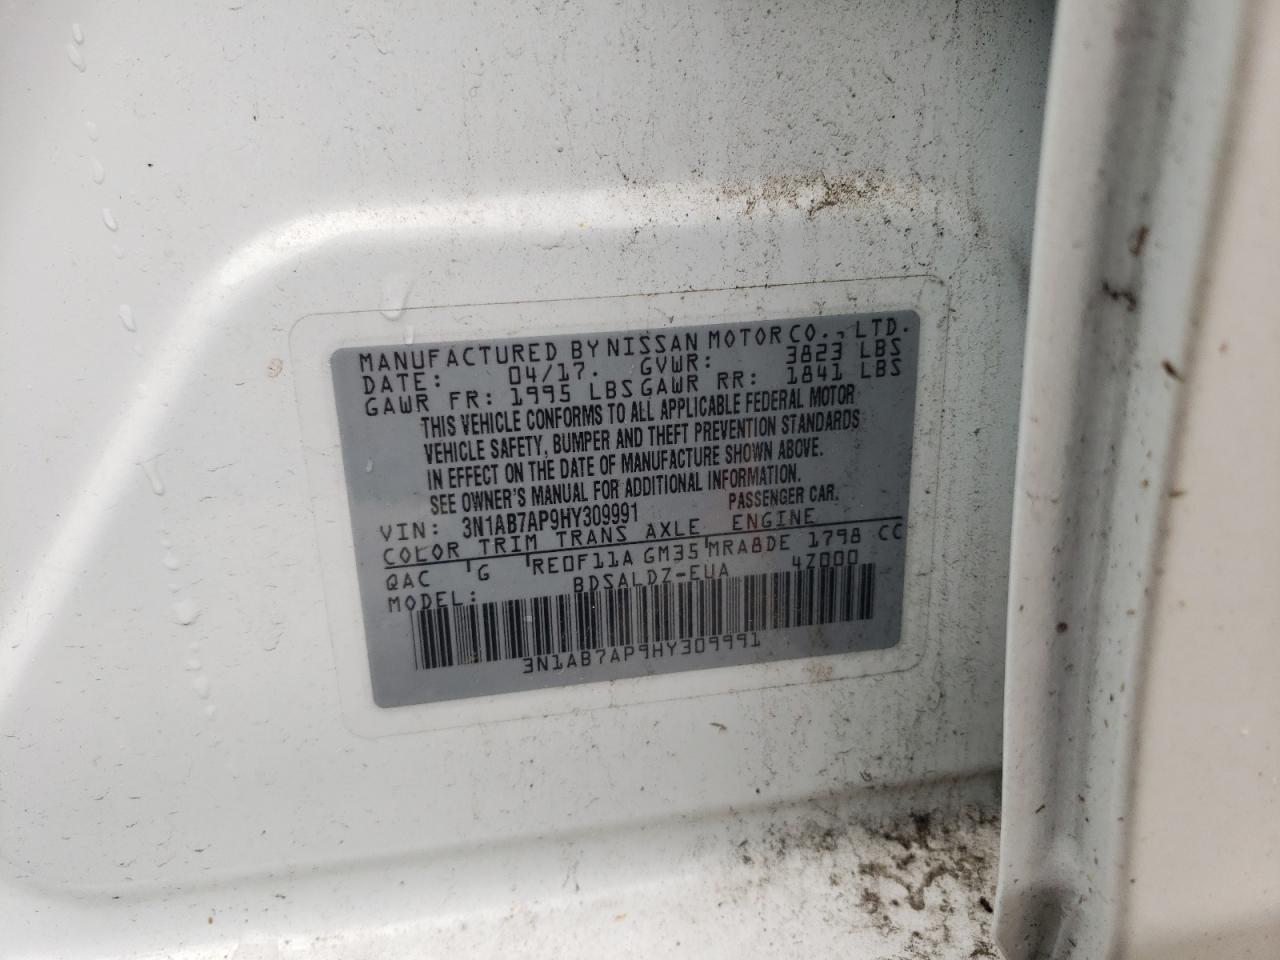 MANUFACTURED BY NISSAN MOTOR CO., LTD.
DATE: 04/17. GVWR: 3823 LBS
GAWR FR: 1995 LBS GAWR RR: 1841 LBS
THIS VEHICLE CONFORMS TO ALL APPLICABLE FEDERAL MOTOR
VEHICLE SAFETY, BUMPER AND THEFT PREVENTION STANDARDS
IN EFFECT ON THE DATE OF MANUFACTURE SHOWN ABOVE.
SEE OWNER'S MANUAL FOR ADDITIONAL INFORMATION.
VIN: 3N1AB7AP9HY309991 PASSENGER CAR.
COLOR TRIM TRANS AXLE ENGINE
QAC G RE0F11A GM35 MRA8DE 1798 CC
MODEL: BDSALDZ-EUA 4Z000
3N1AB7AP9HY309991